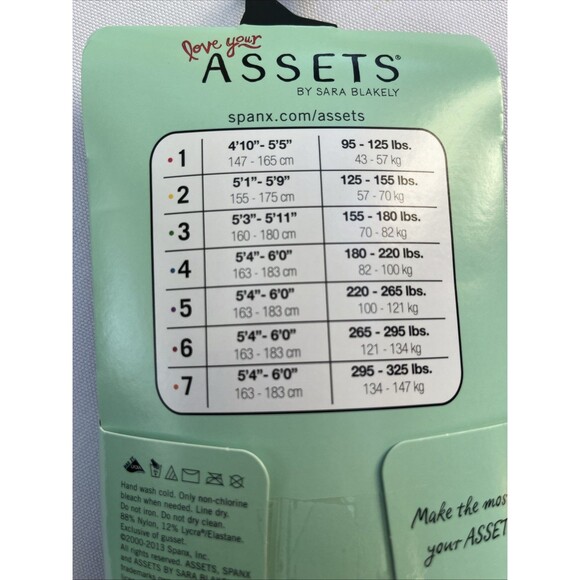 love your
ASSETS®
BY SARA BLAKELY
spanx.com/assets
1 4'10"- 5'5" 95 - 125 lbs.
147 - 165 cm 43 - 57 kg
2 5'1"- 5'9" 125 - 155 lbs.
155 - 175 cm 57 - 70 kg
3 5'3"- 5'11" 155 - 180 lbs.
160 - 180 cm 70 - 82 kg
4 5'4"- 6'0" 180 - 220 lbs.
163 - 183 cm 82 - 100 kg
5 5'4"- 6'0" 220 - 265 lbs.
163 - 183 cm 100 - 121 kg
6 5'4"- 6'0" 265 - 295 lbs.
163 - 183 cm 121 - 134 kg
7 5'4"- 6'0" 295 - 325 lbs.
163 - 183 cm 134 - 147 kg
Hand wash cold. Only non-chlorine
bleach when needed. Line dry.
Do not iron. Do not dry clean.
88% Nylon, 12% Lycra®/Elastane.
Exclusive of gusset.
©2000-2013 Spanx, Inc.
All rights reserved. ASSETS, SPANX
and ASSETS BY SARA
trademarks
Make the
your ASSET